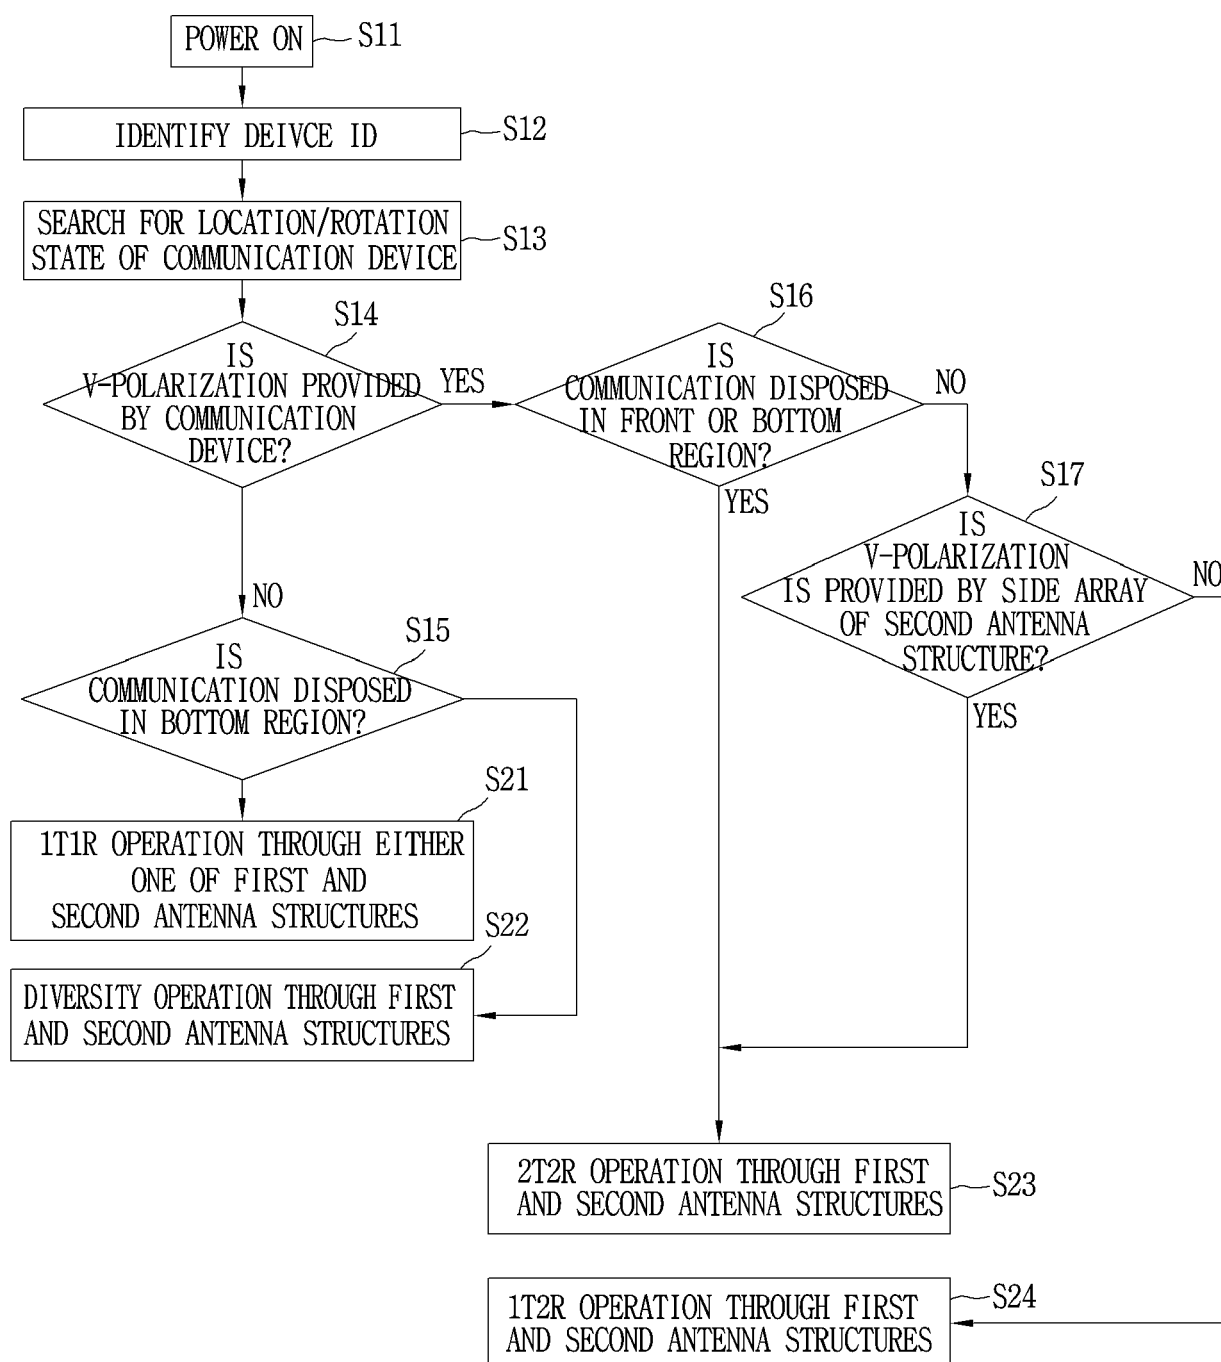 POWER ON
S11
IDENTIFY DEIVCE ID
S12
SEARCH FOR LOCATION/ROTATION
STATE OF COMMUNICATION DEVICE
S13
S14
IS
V-POLARIZATION PROVIDED
BY COMMUNICATION
DEVICE?
YES
NO
S16
IS
COMMUNICATION DISPOSED
IN FRONT OR BOTTOM
REGION?
NO
YES
S17
IS
V-POLARIZATION
IS PROVIDED BY SIDE ARRAY
OF SECOND ANTENNA
STRUCTURE?
NO
YES
S15
IS
COMMUNICATION DISPOSED
IN BOTTOM REGION?
S21
1T1R OPERATION THROUGH EITHER
ONE OF FIRST AND
SECOND ANTENNA STRUCTURES
S22
DIVERSITY OPERATION THROUGH FIRST
AND SECOND ANTENNA STRUCTURES
2T2R OPERATION THROUGH FIRST
AND SECOND ANTENNA STRUCTURES
S23
1T2R OPERATION THROUGH FIRST
AND SECOND ANTENNA STRUCTURES
S24